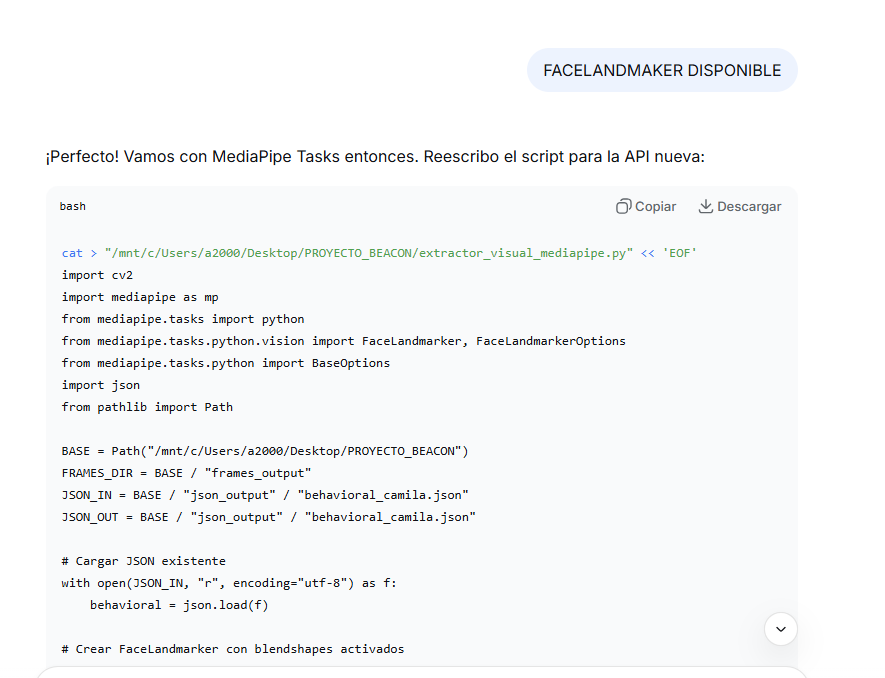 FACELANDMAKER DISPONIBLE
¡Perfecto! Vamos con MediaPipe Tasks entonces. Reescribo el script para la API nueva:
bash
Copiar
Descargar
cat > "/mnt/c/Users/a2000/Desktop/PROYECTO_BEACON/extractor_visual_mediapipe.py" << 'EOF'
import cv2
import mediapipe as mp
from mediapipe.tasks import python
from mediapipe.tasks.python.vision import FaceLandmarker, FaceLandmarkerOptions
from mediapipe.tasks.python import BaseOptions
import json
from pathlib import Path

BASE = Path("/mnt/c/Users/a2000/Desktop/PROYECTO_BEACON")
FRAMES_DIR = BASE / "frames_output"
JSON_IN = BASE / "json_output" / "behavioral_camila.json"
JSON_OUT = BASE / "json_output" / "behavioral_camila.json"

# Cargar JSON existente
with open(JSON_IN, "r", encoding="utf-8") as f:
    behavioral = json.load(f)

# Crear FaceLandmarker con blendshapes activados